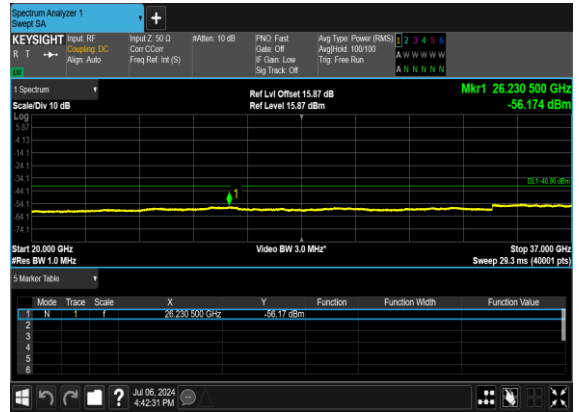 Spectrum Analyzer 1
Swept SA
+
KEYSIGHT Input: RF Input Z: 50 Ω #Atten: 10 dB PNO: Fast Avg Type: Power (RMS) 1 2 3 4 5 6
R T Coupling: DC Corr CCorr Gate: Off Avg|Hold: 100/100 A W W W W W
Align: Auto Freq Ref: Int (S) IF Gain: Low Trig: Free Run
LW Sig Track: Off A N N N N N
1 Spectrum Ref Lvl Offset 15.87 dB Mkr1 26.230 500 GHz
Scale/Div 10 dB Ref Level 15.87 dBm -56.174 dBm
Log
5.87
-4.13
-14.1
-24.1
-34.1 DL1 -40.00 dBm
-44.1 1
-54.1
-64.1
-74.1
Start 20.000 GHz Video BW 3.0 MHz* Stop 37.000 GHz
#Res BW 1.0 MHz Sweep 29.3 ms (40001 pts)
5 Marker Table
Mode Trace Scale X Y Function Function Width Function Value
1 N 1 f 26.230 500 GHz -56.17 dBm
2
3
4
5
6
? Jul 06, 2024
4:42:31 PM